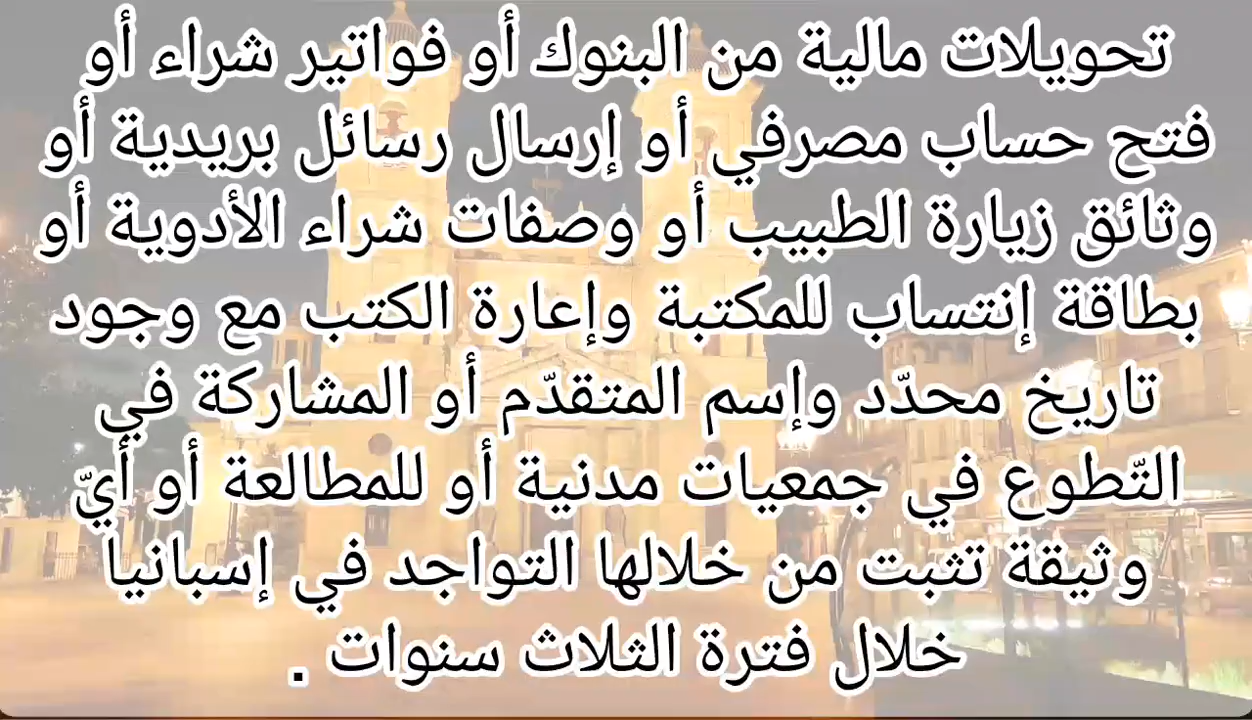 تحويلات مالية من البنوك أو فواتير شراء أو
فتح حساب مصرفي أو إرسال رسائل بريدية أو
وثائق زيارة الطبيب أو وصفات شراء الأدوية أو
بطاقة إنتساب للمكتبة وإعارة الكتب مع وجود
تاريخ محدّد وإسم المتقدّم أو المشاركة في
التّطوع في جمعيات مدنية أو للمطالعة أو أيّ
وثيقة تثبت من خلالها التواجد في إسبانيا
خلال فترة الثلاث سنوات .